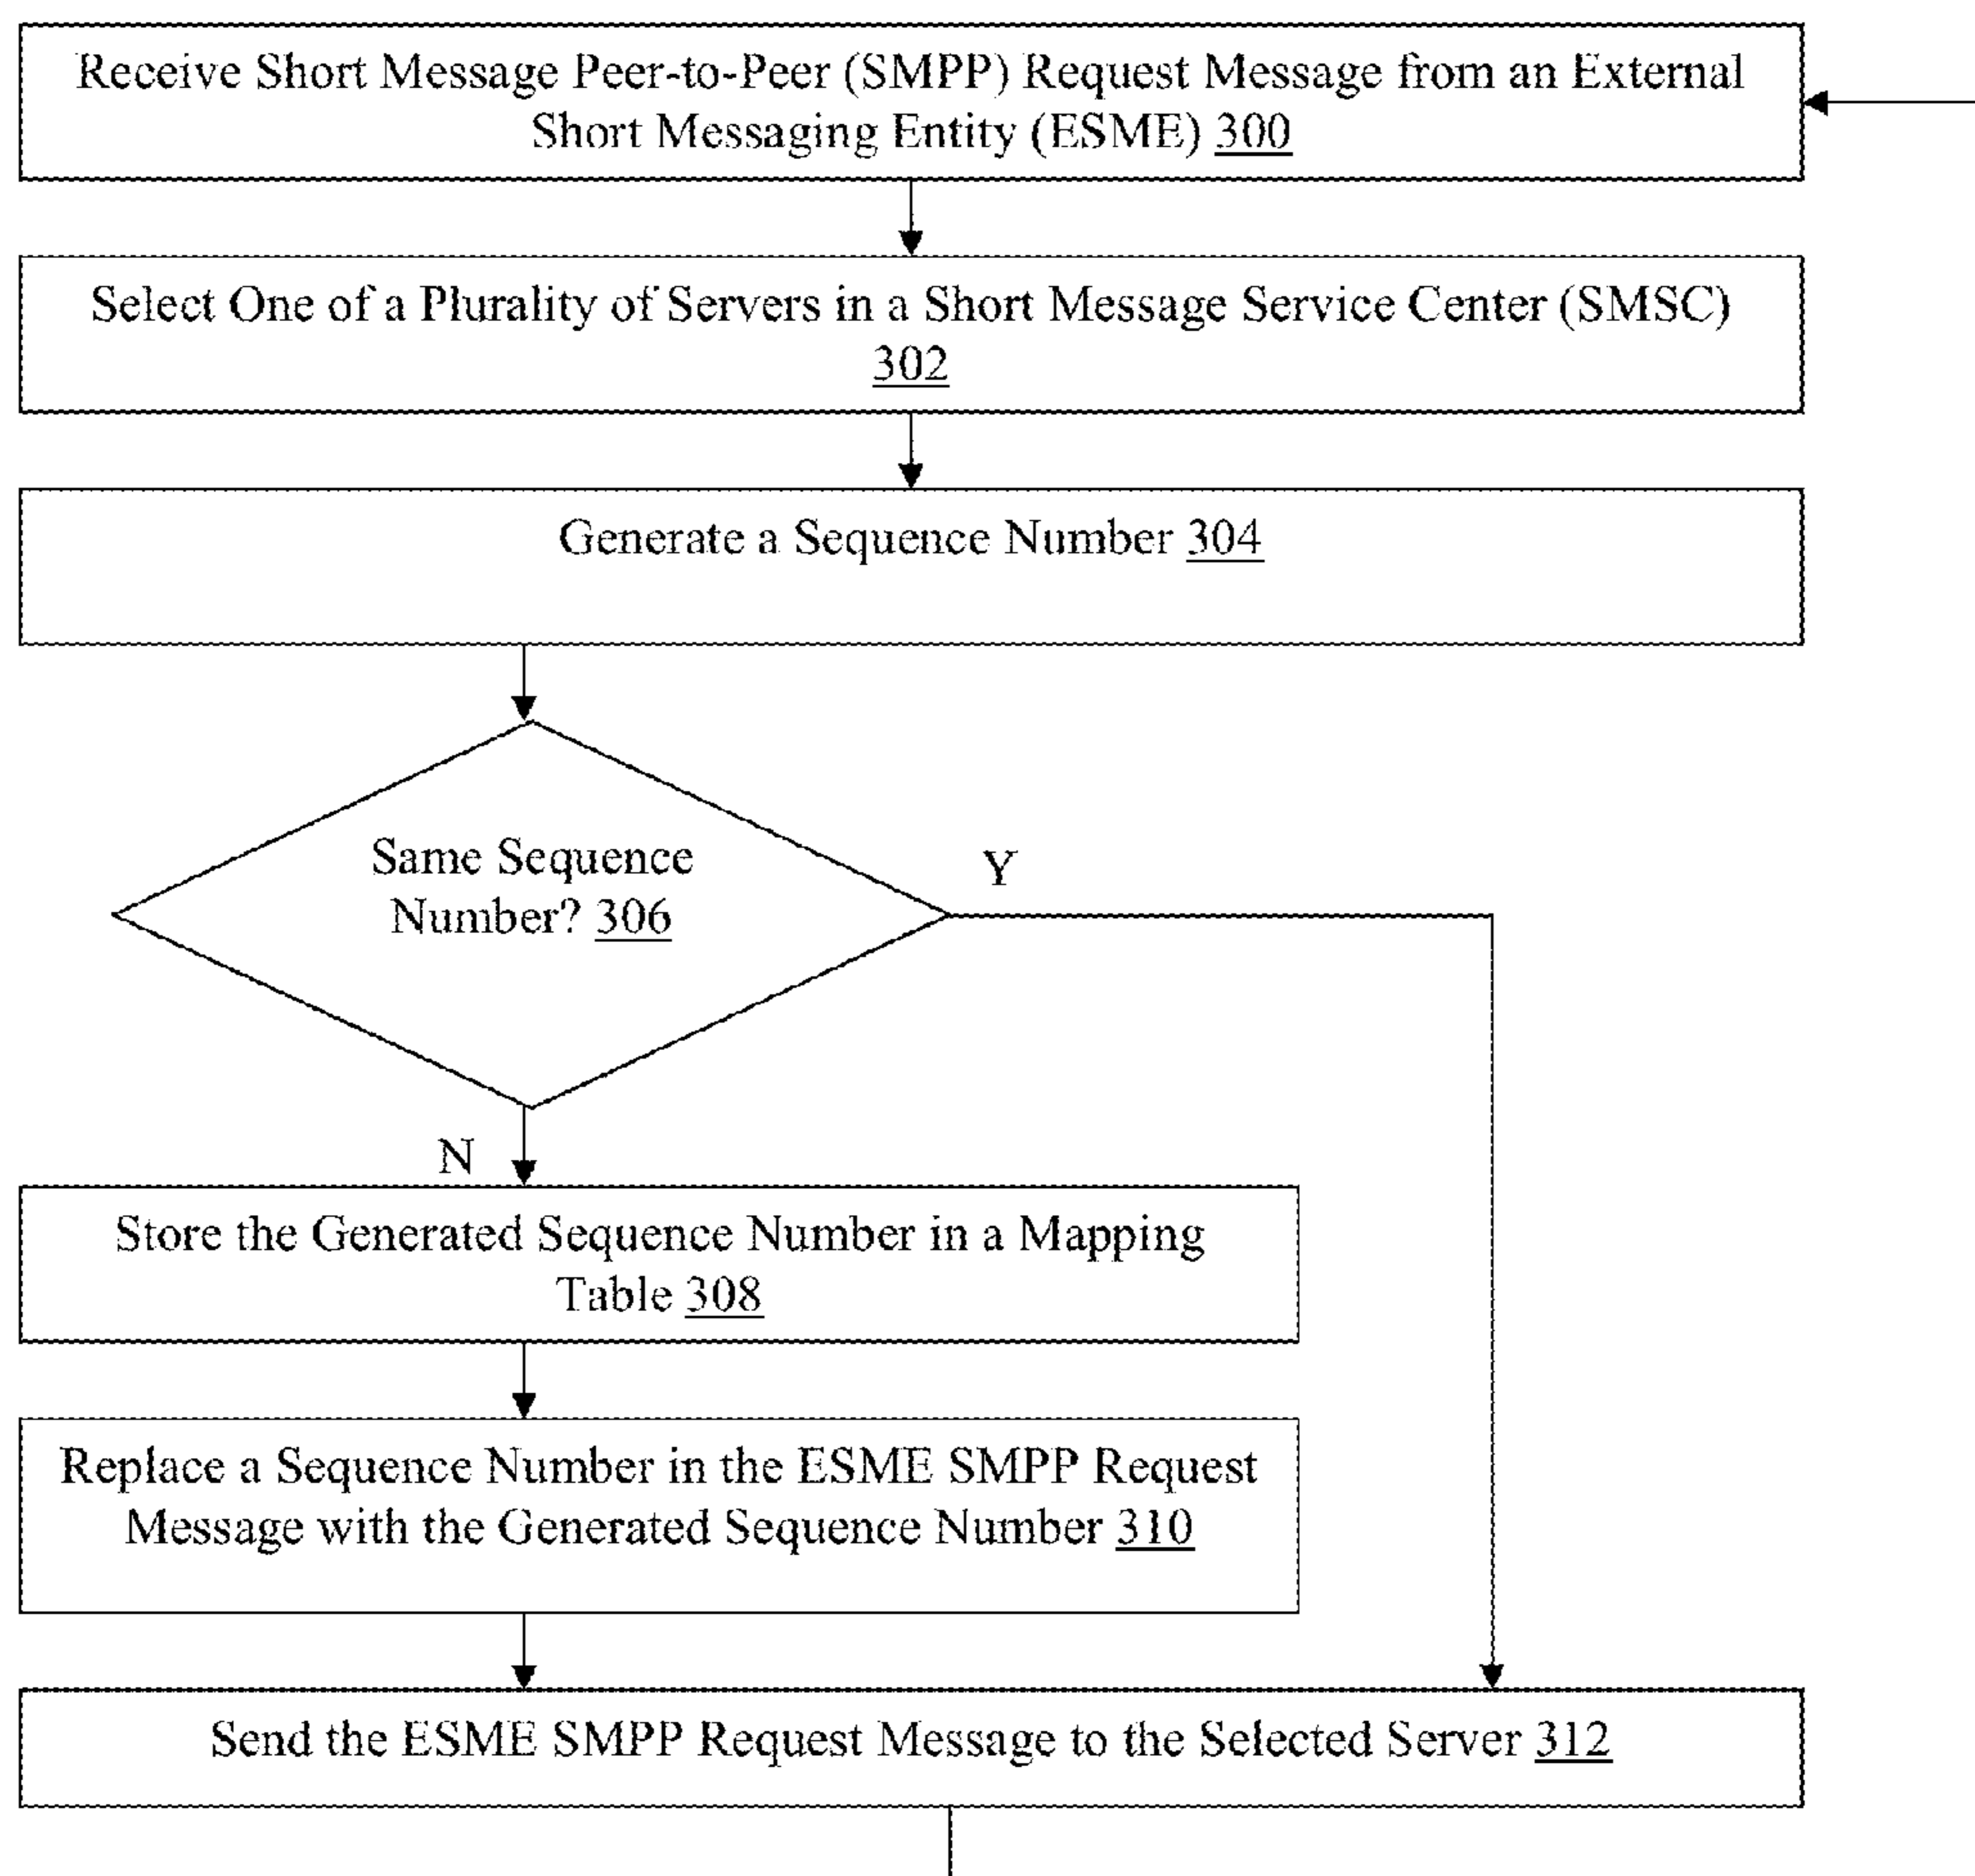 Receive Short Message Peer-to-Peer (SMPP) Request Message from an External
Short Messaging Entity (ESME) 300
Select One of a Plurality of Servers in a Short Message Service Center (SMSC)
302
Generate a Sequence Number 304
Same Sequence
Number? 306
Y
N
Store the Generated Sequence Number in a Mapping
Table 308
Replace a Sequence Number in the ESME SMPP Request
Message with the Generated Sequence Number 310
Send the ESME SMPP Request Message to the Selected Server 312